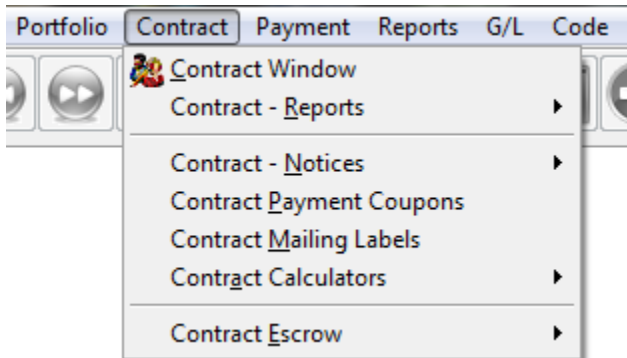 Portfolio Contract Payment Reports G/L Code
Contract Window
Contract - Reports
Contract - Notices
Contract Payment Coupons
Contract Mailing Labels
Contract Calculators
Contract Escrow